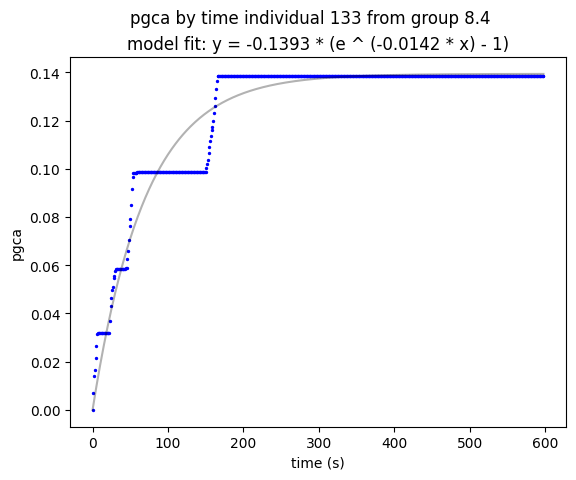 pgca by time individual 133 from group 8.4
model fit: y = -0.1393 * (e ^ (-0.0142 * x) - 1)
0.14
0.12
0.10
0.08
0.06
0.04
0.02
0.00
pgca
0 100 200 300 400 500 600
time (s)